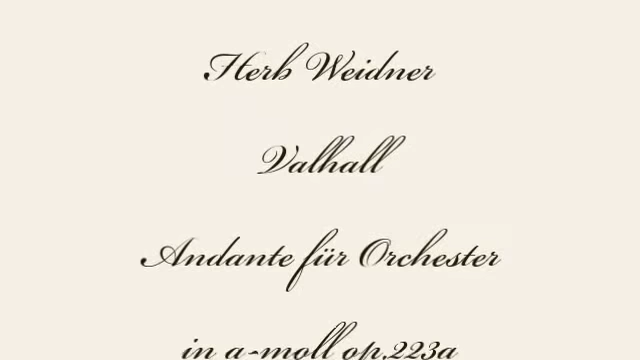 Herb Weidner
Valhall
Andante für Orchester
in a-moll op.223a